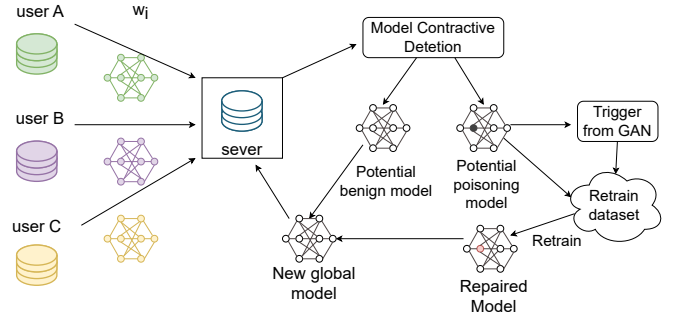 user A
w_i
user B
user C
sever
Model Contractive
Detetion
Potential
benign model
Potential
poisoning
model
Trigger
from GAN
Retrain
dataset
Retrain
Repaired
Model
New global
model